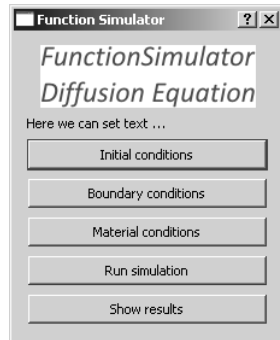 Function Simulator
FunctionSimulator
Diffusion Equation
Here we can set text ...
Initial conditions
Boundary conditions
Material conditions
Run simulation
Show results